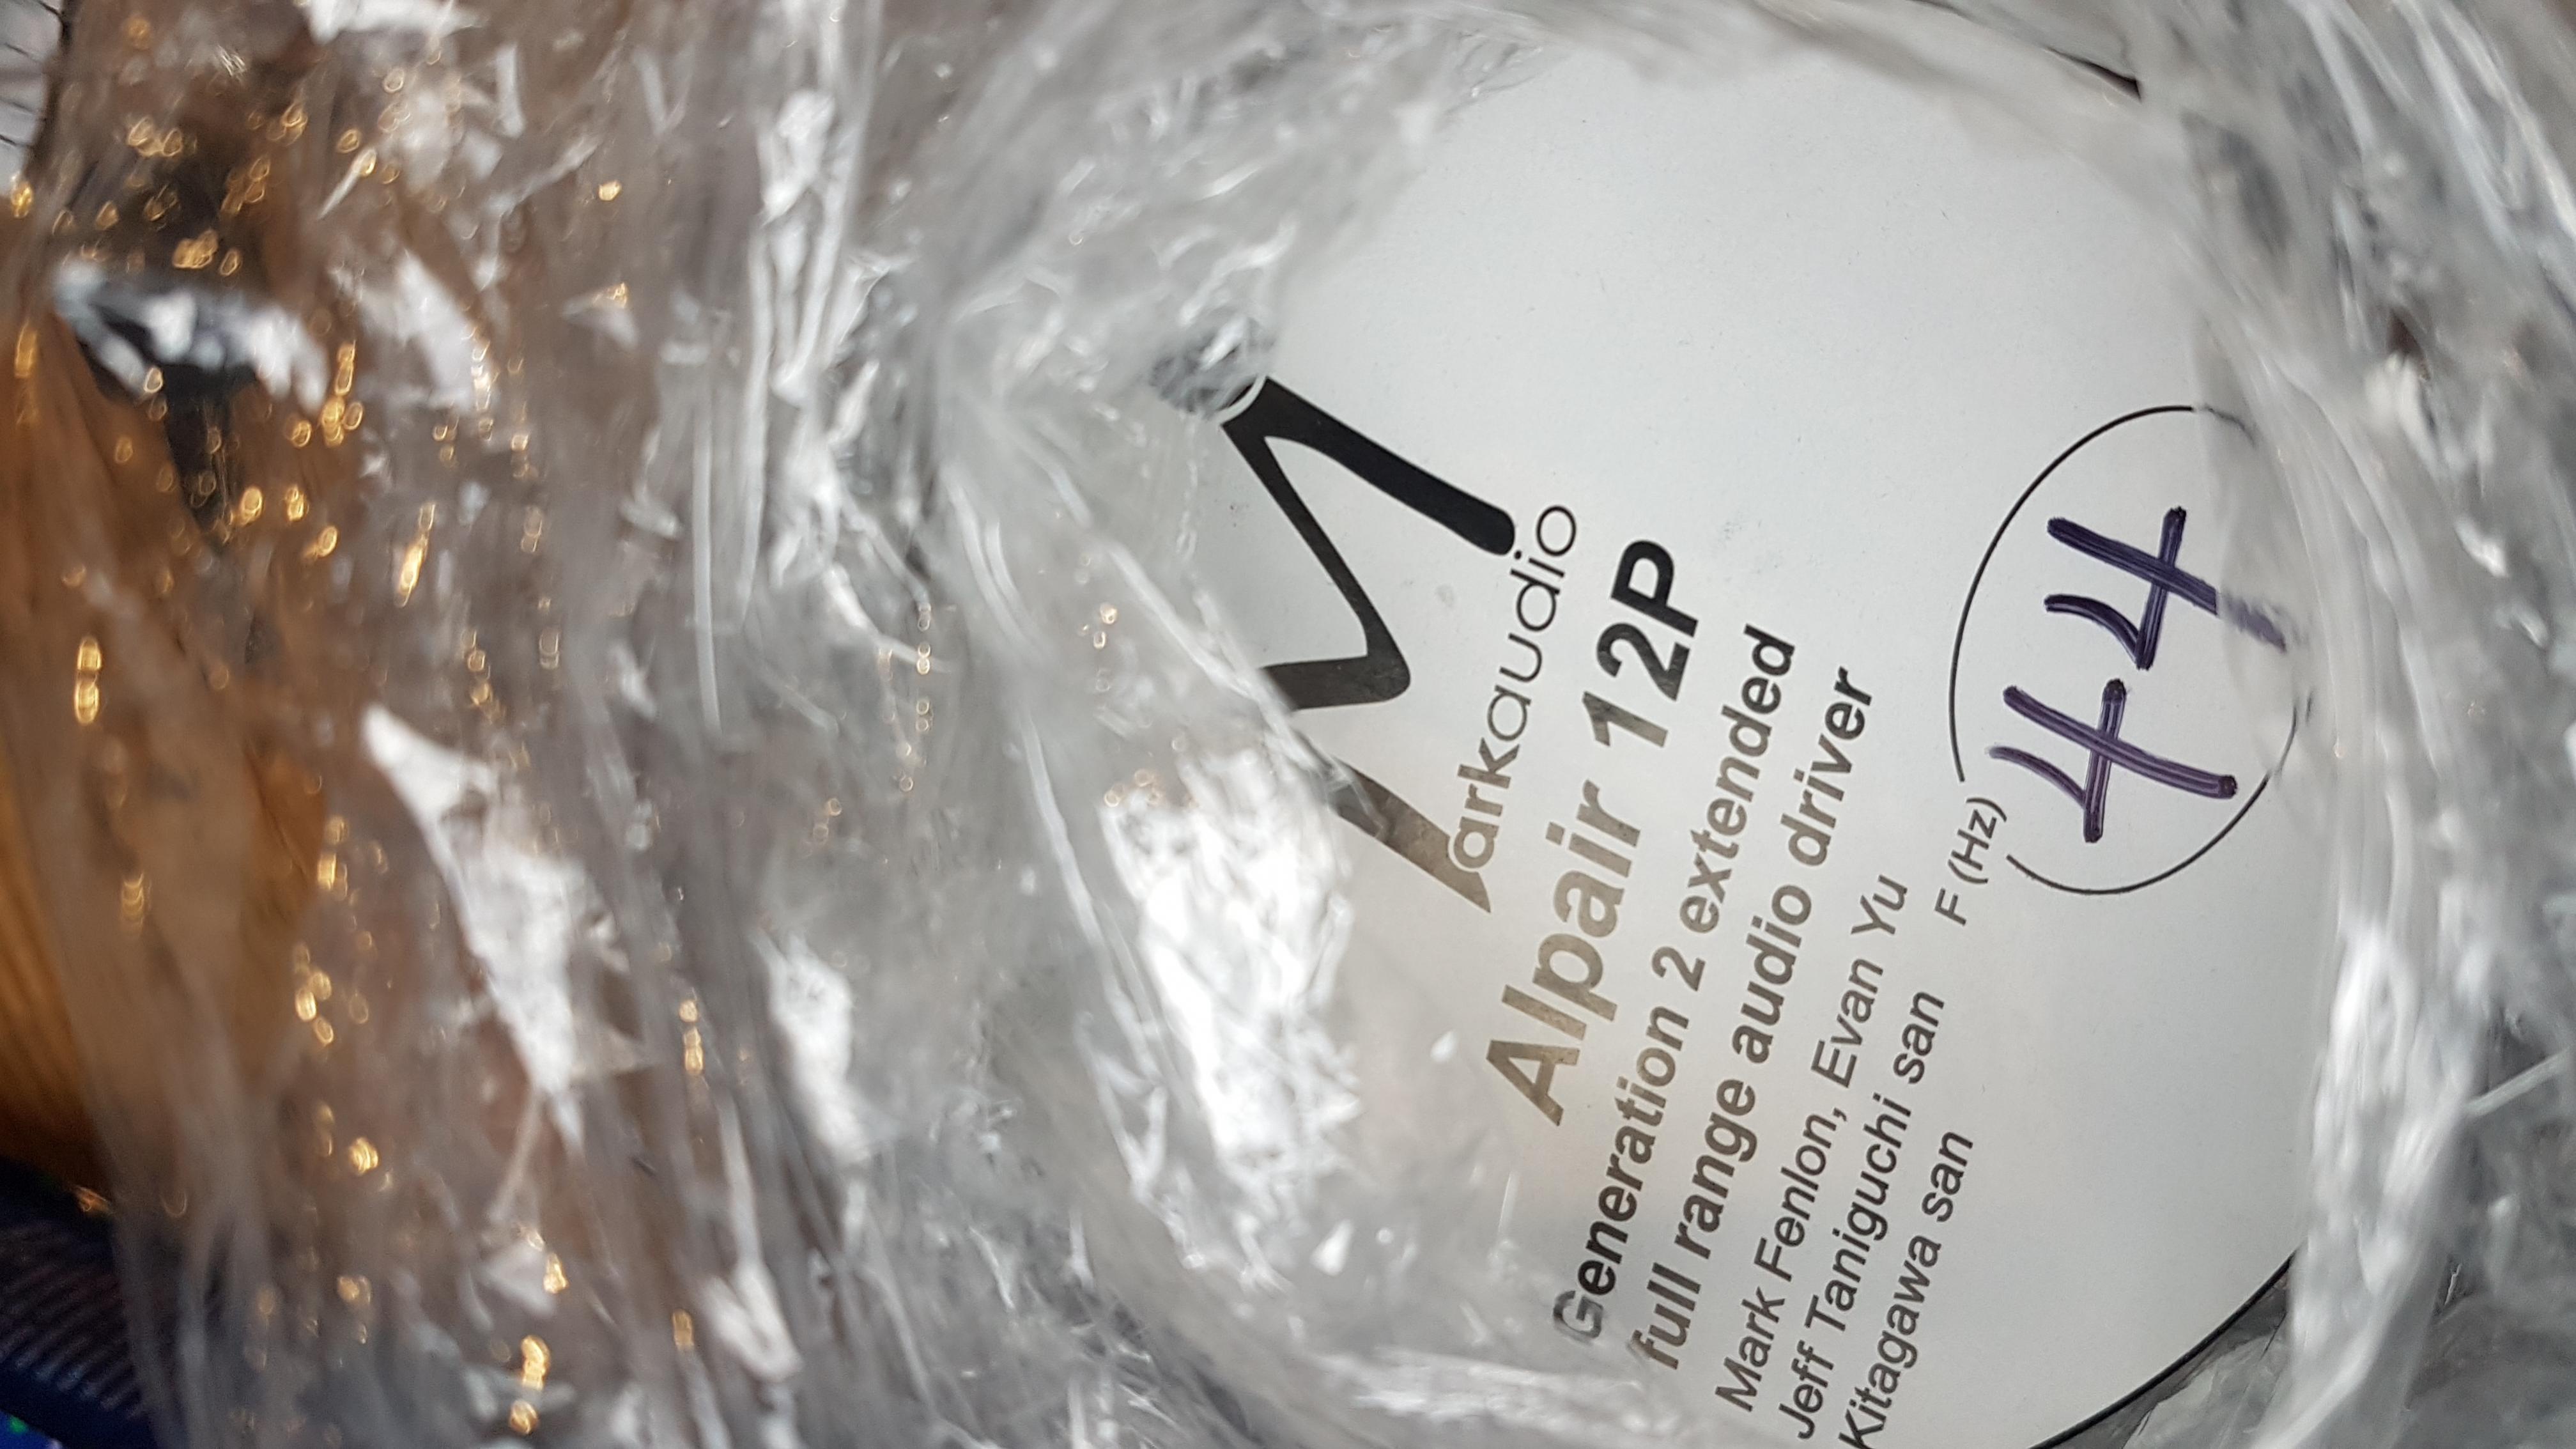 Markaudio
Alpair 12P
Generation 2 extended
full range audio driver
Mark Fenlon, Evan Yu
Jeff Taniguchi san
Kitagawa san
F (Hz)
44